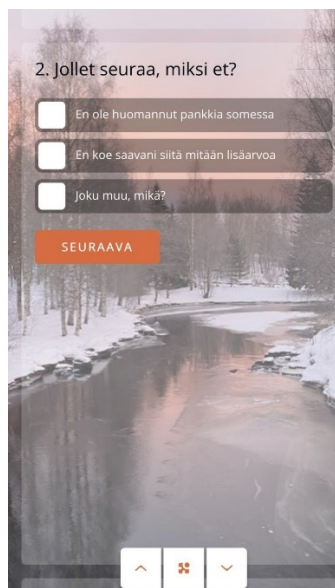 2. Jollet seuraa, miksi et?
En ole huomannut pankkia somessa
En koe saavani siitä mitään lisäarvoa
Joku muu, mikä?
SEURAAVA